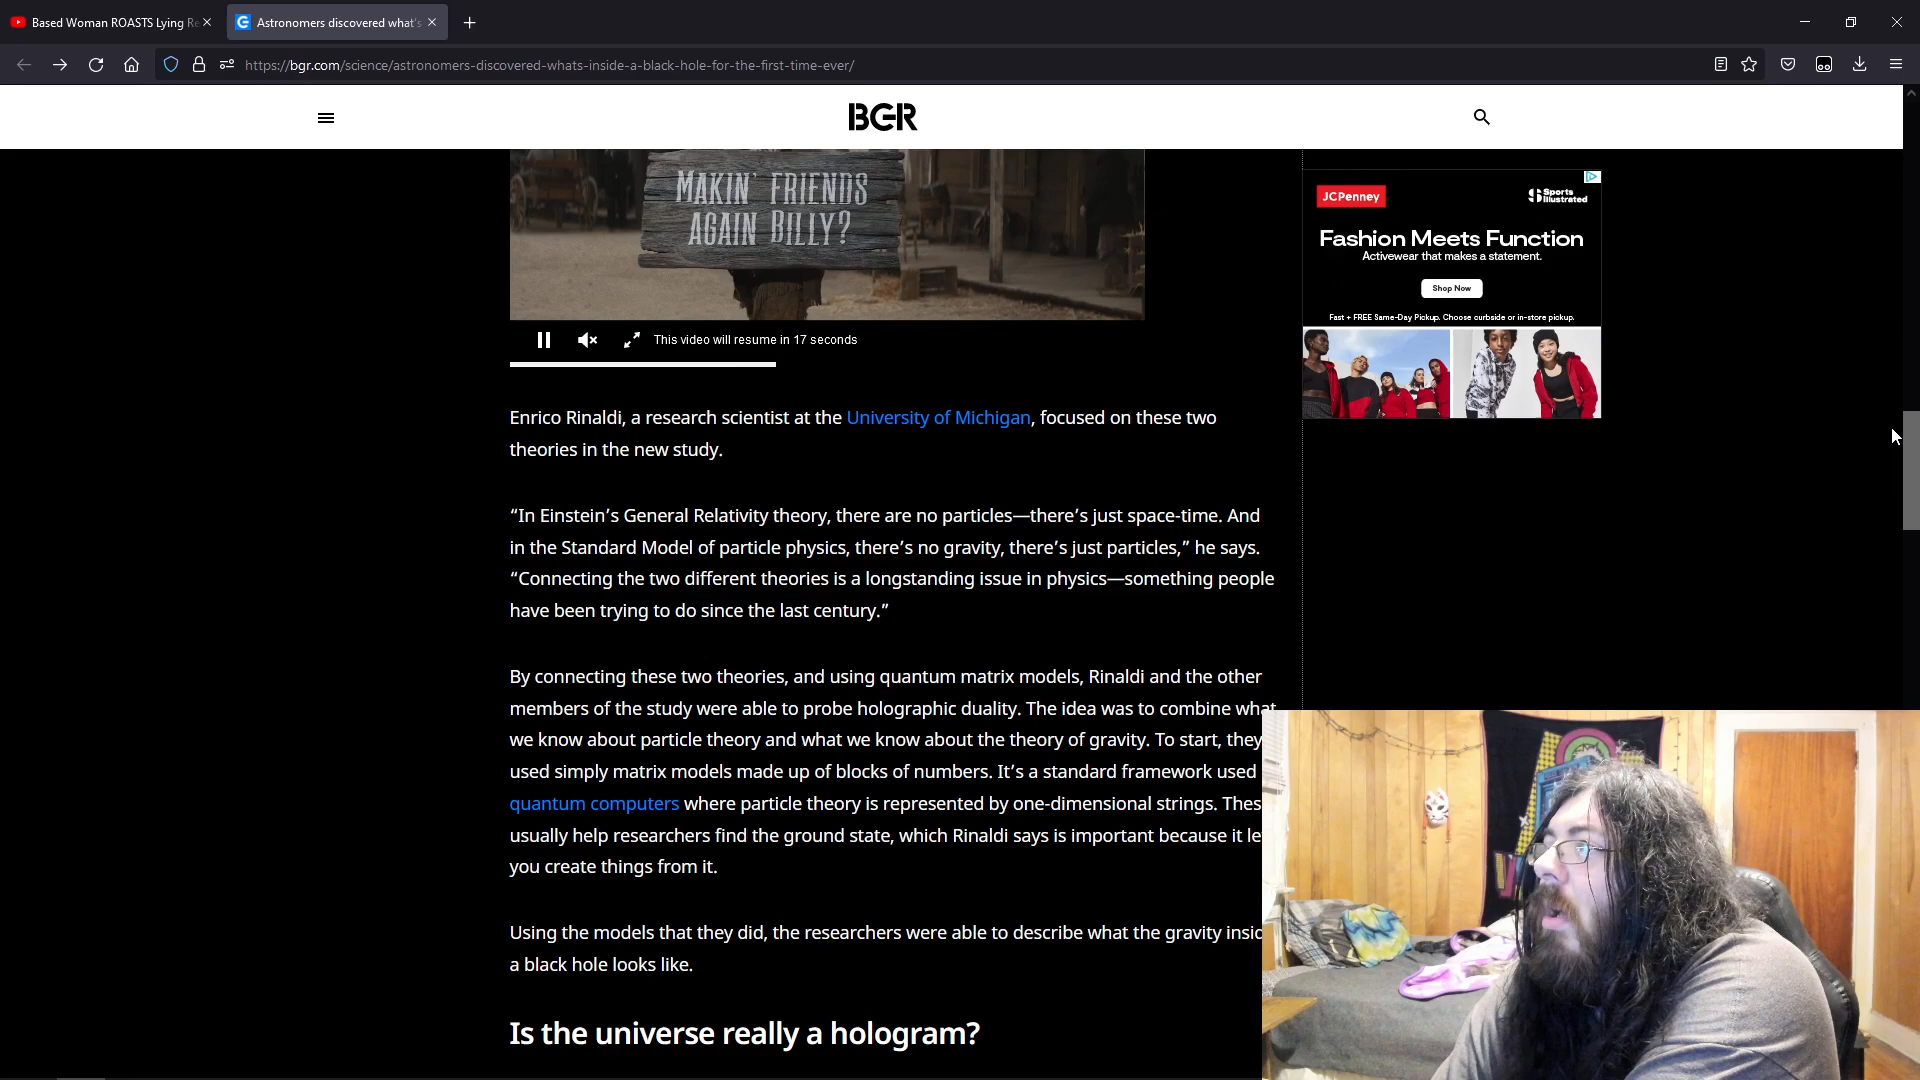 Based Woman ROASTS Lying Re
Astronomers discovered what's
https://bgr.com/science/astronomers-discovered-whats-inside-a-black-hole-for-the-first-time-ever/
BGR
MAKIN' FRIENDS
AGAIN BILLY?
This video will resume in 17 seconds
JCPenney
Sports
Illustrated
Fashion Meets Function
Activewear that makes a statement.
Shop Now
Fast + FREE Same-Day Pickup. Choose curbside or in-store pickup.
Enrico Rinaldi, a research scientist at the University of Michigan, focused on these two
theories in the new study.
“In Einstein’s General Relativity theory, there are no particles—there’s just space-time. And
in the Standard Model of particle physics, there’s no gravity, there’s just particles,” he says.
“Connecting the two different theories is a longstanding issue in physics—something people
have been trying to do since the last century.”
By connecting these two theories, and using quantum matrix models, Rinaldi and the other
members of the study were able to probe holographic duality. The idea was to combine what
we know about particle theory and what we know about the theory of gravity. To start, they
used simply matrix models made up of blocks of numbers. It’s a standard framework used
quantum computers where particle theory is represented by one-dimensional strings. Thes
usually help researchers find the ground state, which Rinaldi says is important because it le
you create things from it.
Using the models that they did, the researchers were able to describe what the gravity insid
a black hole looks like.
Is the universe really a hologram?